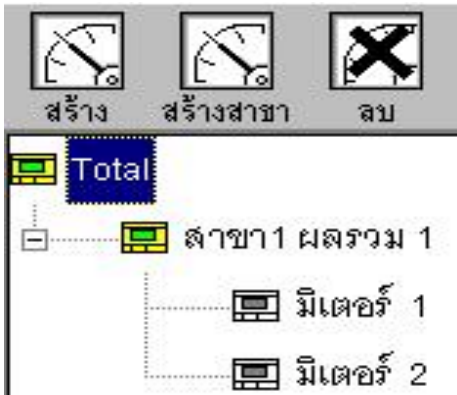 สร้าง สร้างสาขา ลบ
Total
สาขา1 ผลรวม 1
มิเตอร์ 1
มิเตอร์ 2